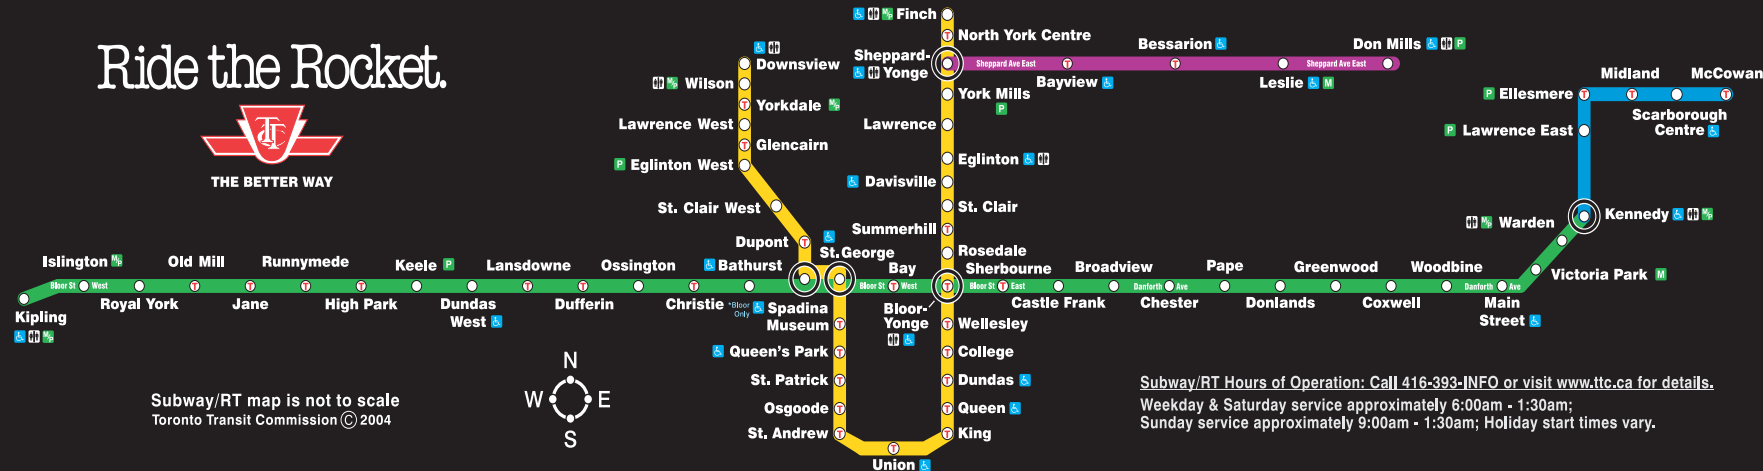 Ride the Rocket.
TTC
THE BETTER WAY
Finch
North York Centre
Sheppard-
Yonge
Sheppard Ave East
Sheppard Ave East
Bessarion
Don Mills
Bayview
Leslie
M
P
York Mills
P
Lawrence
Eglinton
Davisville
St. Clair
Summerhill
Rosedale
Downsview
Wilson
Yorkdale
Lawrence West
Glencairn
P Eglinton West
St. Clair West
Dupont
St. George
Midland
McCowan
P Ellesmere
Scarborough
Centre
P Lawrence East
Kennedy
Warden
Victoria Park M
Islington
Old Mill
Runnymede
Keele P
Lansdowne
Ossington
Bathurst
Bay
Sherbourne
Broadview
Pape
Greenwood
Woodbine
Bloor St West
Bloor St West
Bloor St East
Danforth Ave
Danforth Ave
Kipling
Royal York
Jane
High Park
Dundas
West
Dufferin
Christie
*Bloor
Only
Spadina
Bloor-
Yonge
Castle Frank
Chester
Donlands
Coxwell
Main
Street
Museum
Queen's Park
St. Patrick
Osgoode
St. Andrew
Union
Wellesley
College
Dundas
Queen
King
N
W E
S
Subway/RT map is not to scale
Toronto Transit Commission © 2004
Subway/RT Hours of Operation: Call 416-393-INFO or visit www.ttc.ca for details.
Weekday & Saturday service approximately 6:00am - 1:30am;
Sunday service approximately 9:00am - 1:30am; Holiday start times vary.